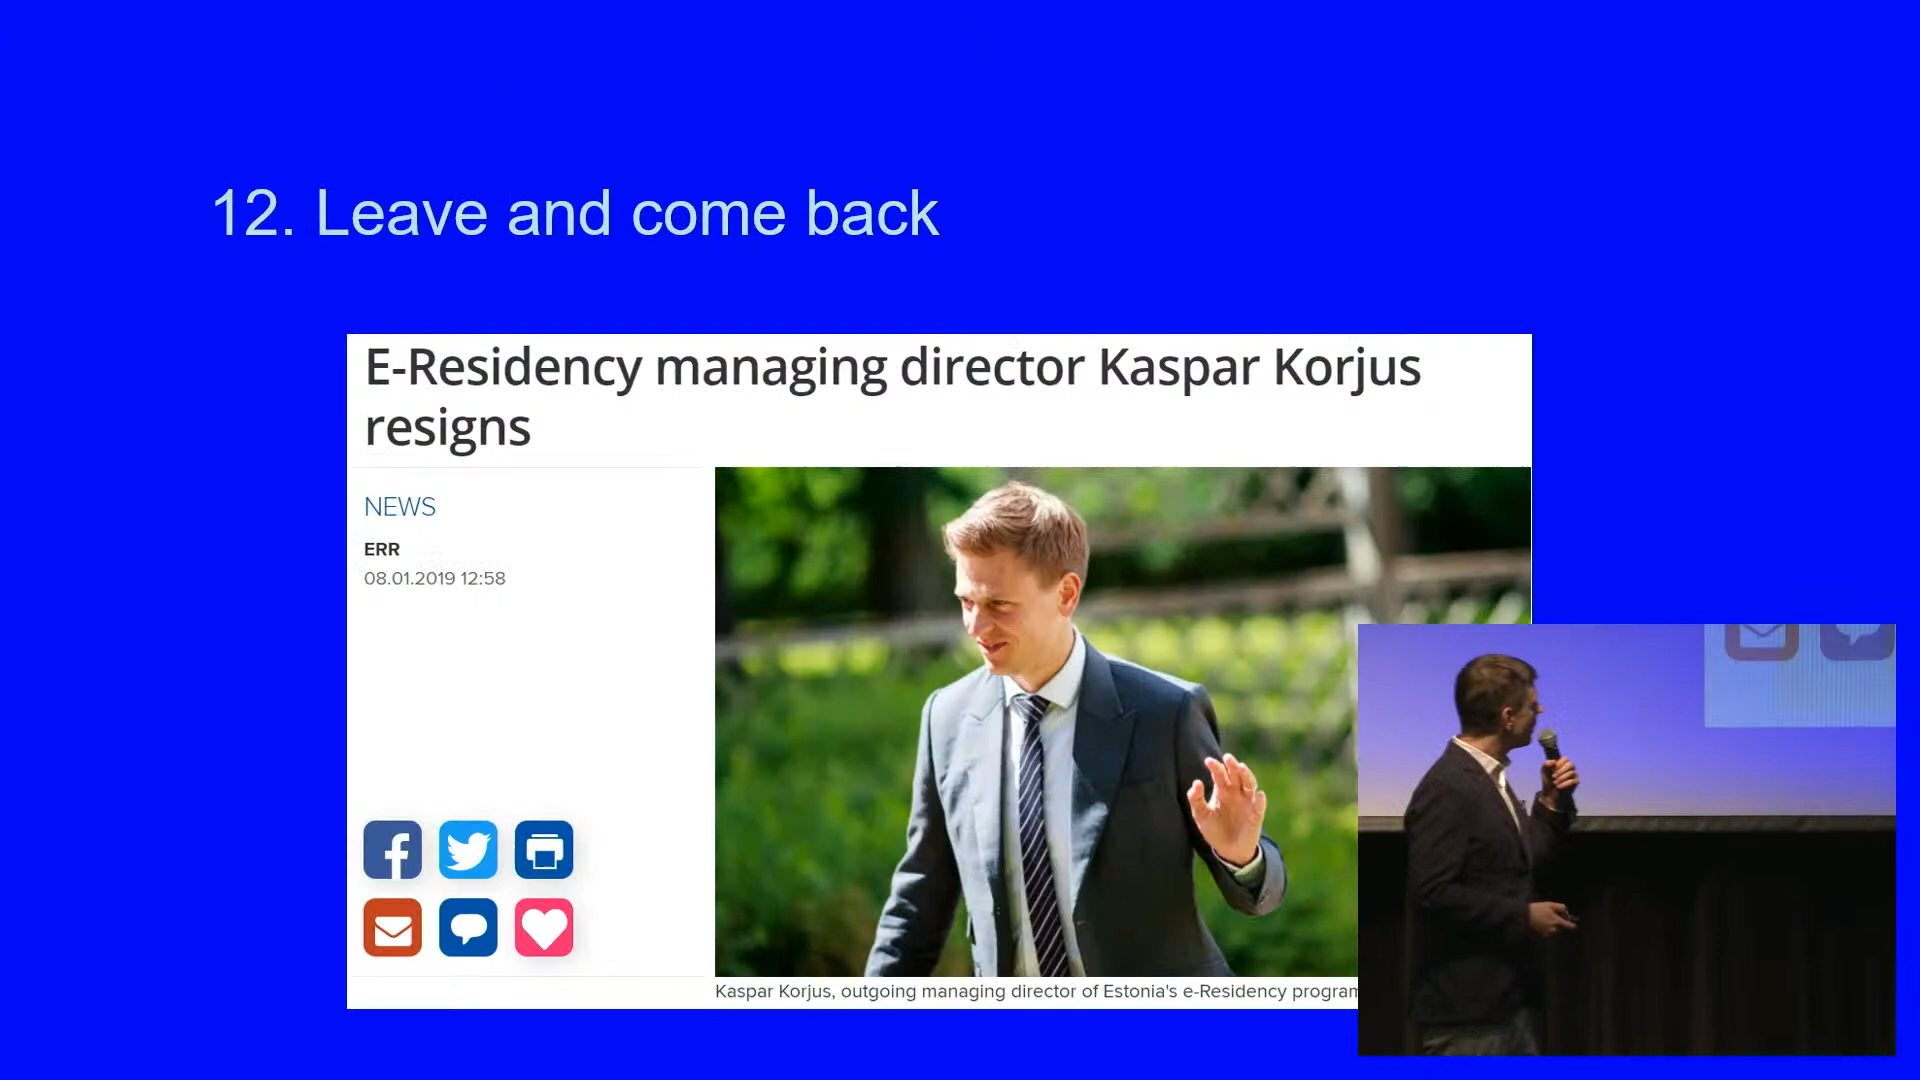 12. Leave and come back
E-Residency managing director Kaspar Korjus
resigns
NEWS
ERR
08.01.2019 12:58
Kaspar Korjus, outgoing managing director of Estonia's e-Residency program